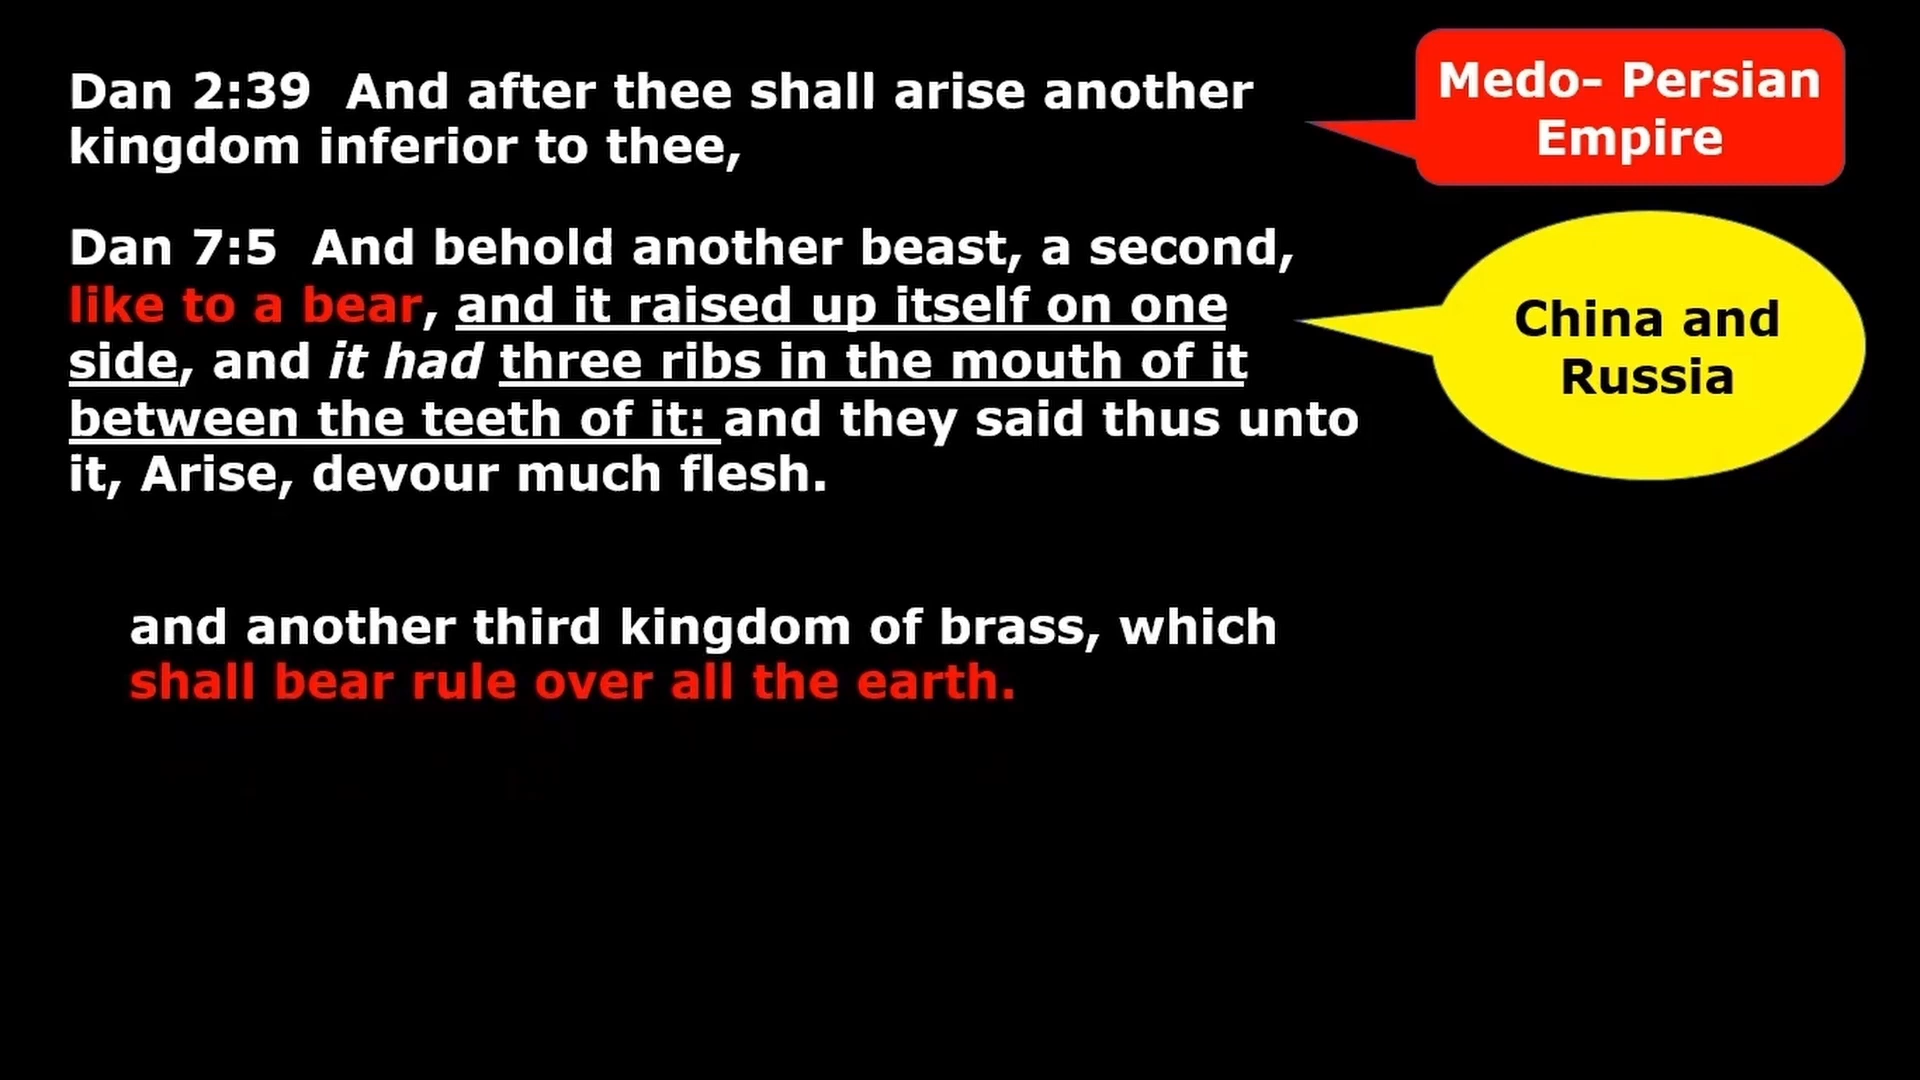 Dan 2:39  And after thee shall arise another
kingdom inferior to thee,
Medo- Persian
Empire
Dan 7:5  And behold another beast, a second,
like to a bear, and it raised up itself on one
side, and it had three ribs in the mouth of it
between the teeth of it: and they said thus unto
it, Arise, devour much flesh.
China and
Russia
and another third kingdom of brass, which
shall bear rule over all the earth.